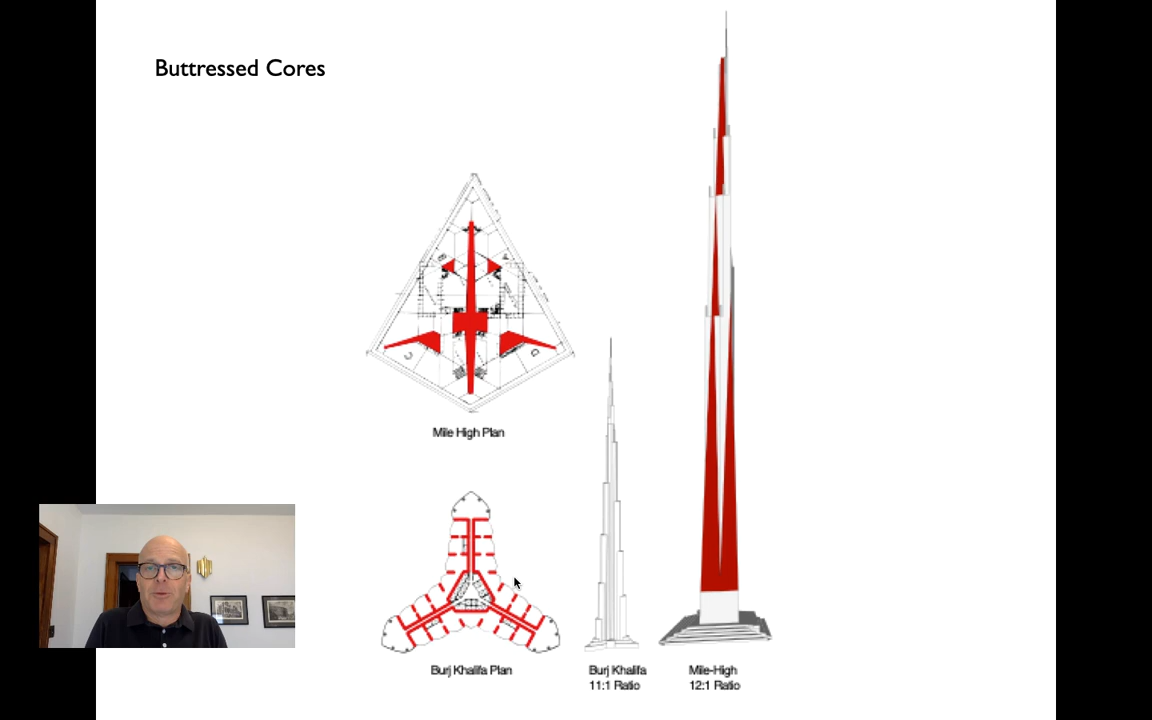 Buttressed Cores
Mile High Plan
Burj Khalifa Plan
Burj Khalifa
11:1 Ratio
Mile-High
12:1 Ratio